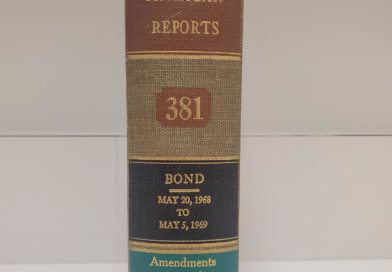 REPORTS
381
BOND
MAY 20, 1968
TO
MAY 5, 1969
Amendments